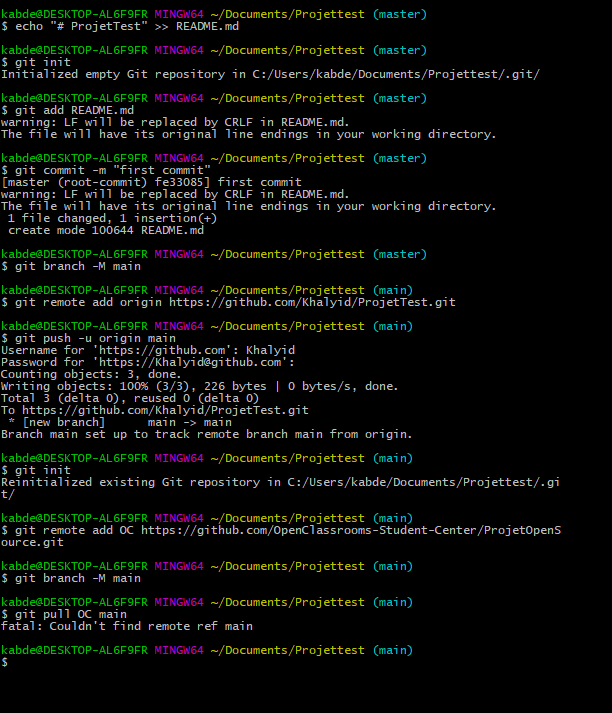 kabde@DESKTOP-AL6F9FR MINGW64 ~/Documents/Projettest (master)
$ echo "# ProjetTest" >> README.md
kabde@DESKTOP-AL6F9FR MINGW64 ~/Documents/Projettest (master)
$ git init
Initialized empty Git repository in C:/Users/kabde/Documents/Projettest/.git/
kabde@DESKTOP-AL6F9FR MINGW64 ~/Documents/Projettest (master)
$ git add README.md
warning: LF will be replaced by CRLF in README.md.
The file will have its original line endings in your working directory.
kabde@DESKTOP-AL6F9FR MINGW64 ~/Documents/Projettest (master)
$ git commit -m "first commit"
[master (root-commit) fe33085] first commit
warning: LF will be replaced by CRLF in README.md.
The file will have its original line endings in your working directory.
 1 file changed, 1 insertion(+)
 create mode 100644 README.md
kabde@DESKTOP-AL6F9FR MINGW64 ~/Documents/Projettest (master)
$ git branch -M main
kabde@DESKTOP-AL6F9FR MINGW64 ~/Documents/Projettest (main)
$ git remote add origin https://github.com/Khalyid/ProjetTest.git
kabde@DESKTOP-AL6F9FR MINGW64 ~/Documents/Projettest (main)
$ git push -u origin main
Username for 'https://github.com': Khalyid
Password for 'https://Khalyid@github.com':
Counting objects: 3, done.
Writing objects: 100% (3/3), 226 bytes | 0 bytes/s, done.
Total 3 (delta 0), reused 0 (delta 0)
To https://github.com/Khalyid/ProjetTest.git
 * [new branch]      main -> main
Branch main set up to track remote branch main from origin.
kabde@DESKTOP-AL6F9FR MINGW64 ~/Documents/Projettest (main)
$ git init
Reinitialized existing Git repository in C:/Users/kabde/Documents/Projettest/.gi
t/
kabde@DESKTOP-AL6F9FR MINGW64 ~/Documents/Projettest (main)
$ git remote add OC https://github.com/OpenClassrooms-Student-Center/ProjetOpenS
ource.git
kabde@DESKTOP-AL6F9FR MINGW64 ~/Documents/Projettest (main)
$ git branch -M main
kabde@DESKTOP-AL6F9FR MINGW64 ~/Documents/Projettest (main)
$ git pull OC main
fatal: Couldn't find remote ref main
kabde@DESKTOP-AL6F9FR MINGW64 ~/Documents/Projettest (main)
$